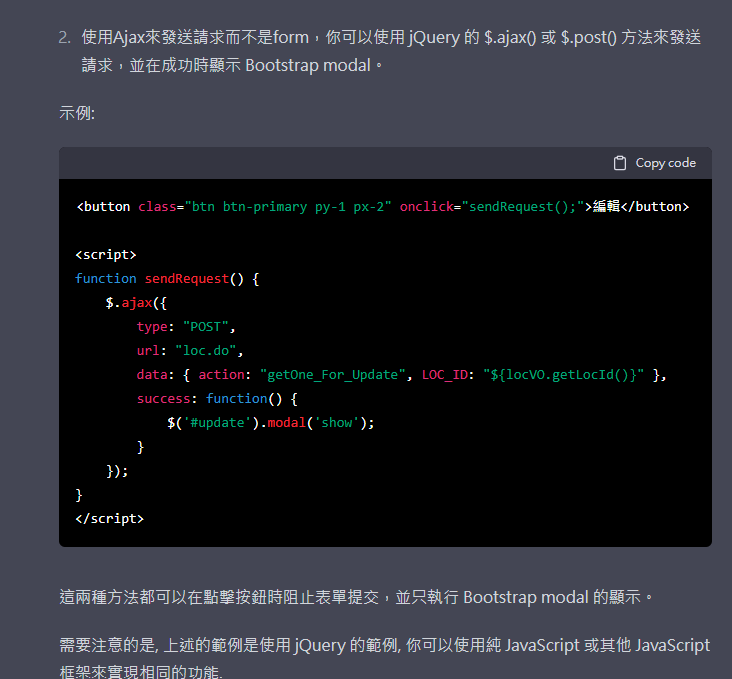 2. 使用Ajax來發送請求而不是form，你可以使用 jQuery 的 $.ajax() 或 $.post() 方法來發送
請求，並在成功時顯示 Bootstrap modal。
示例:
Copy code
<button class="btn btn-primary py-1 px-2" onclick="sendRequest();">編輯</button>
<script>
function sendRequest() {
    $.ajax({
        type: "POST",
        url: "loc.do",
        data: { action: "getOne_For_Update", LOC_ID: "${locVO.getLocId()}" },
        success: function() {
            $('#update').modal('show');
        }
    });
}
</script>
這兩種方法都可以在點擊按鈕時阻止表單提交，並只執行 Bootstrap modal 的顯示。
需要注意的是, 上述的範例是使用 jQuery 的範例, 你可以使用純 JavaScript 或其他 JavaScript
框架來實現相同的功能.